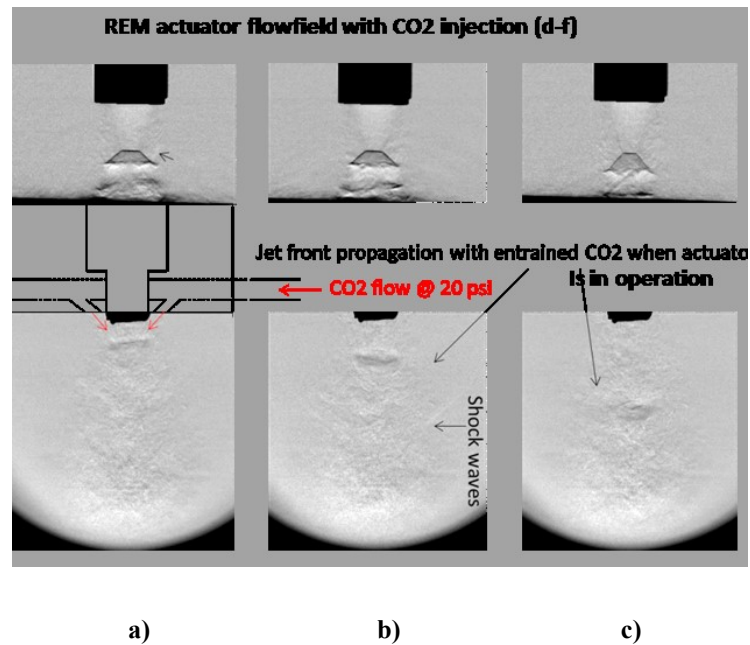 REM actuator flowfield with CO2 injection (d-f)
Jet front propagation with entrained CO2 when actuato
Is in operation
CO2 flow @ 20 psi
Shock waves
a)
b)
c)